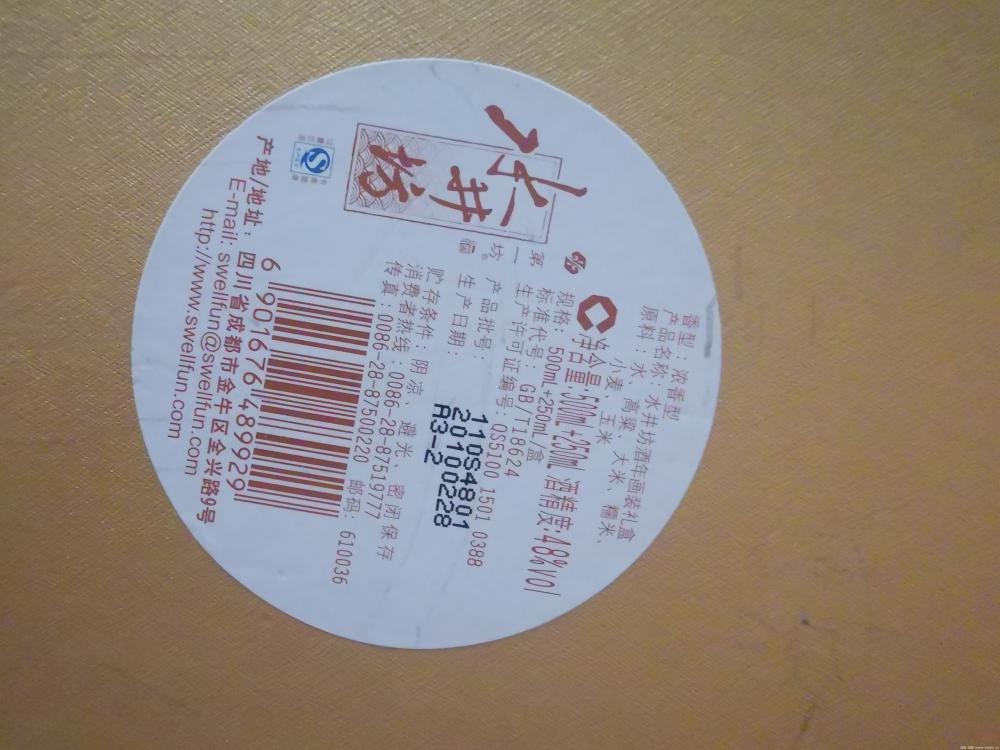 水井坊
第一坊
香型：浓香型
产品名称：水井坊酒年画装礼盒
原料：水、高粱、大米、糯米、
小麦、玉米
净含量:500mL+250mL 酒精度:48%vol
规格：500mL+250mL/盒
标准代号：GB/T18624
生产许可证编号：QS5100 1501 0388
产品批号：110S4801
生产日期：20100228
A3-2
贮存条件：阴凉、避光、密闭保存
消费者热线：0086-28-87519777
传真：0086-28-87500220 邮码：610036
6 901676 489929
产地/地址：四川省成都市金牛区金兴路9号
E-mail: swellfun@swellfun.com
http://www.swellfun.com